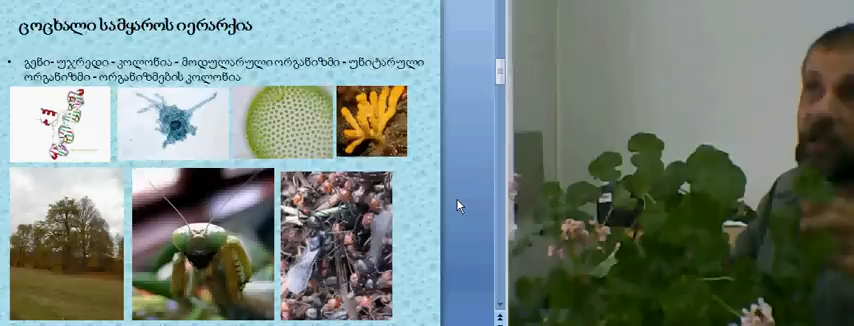 ცოცხალი სამყაროს იერარქია
• გენი- უჯრედი - კოლონია - მოდულარული ორგანიზმი - უნიტარული
ორგანიზმი - ორგანიზმების კოლონია